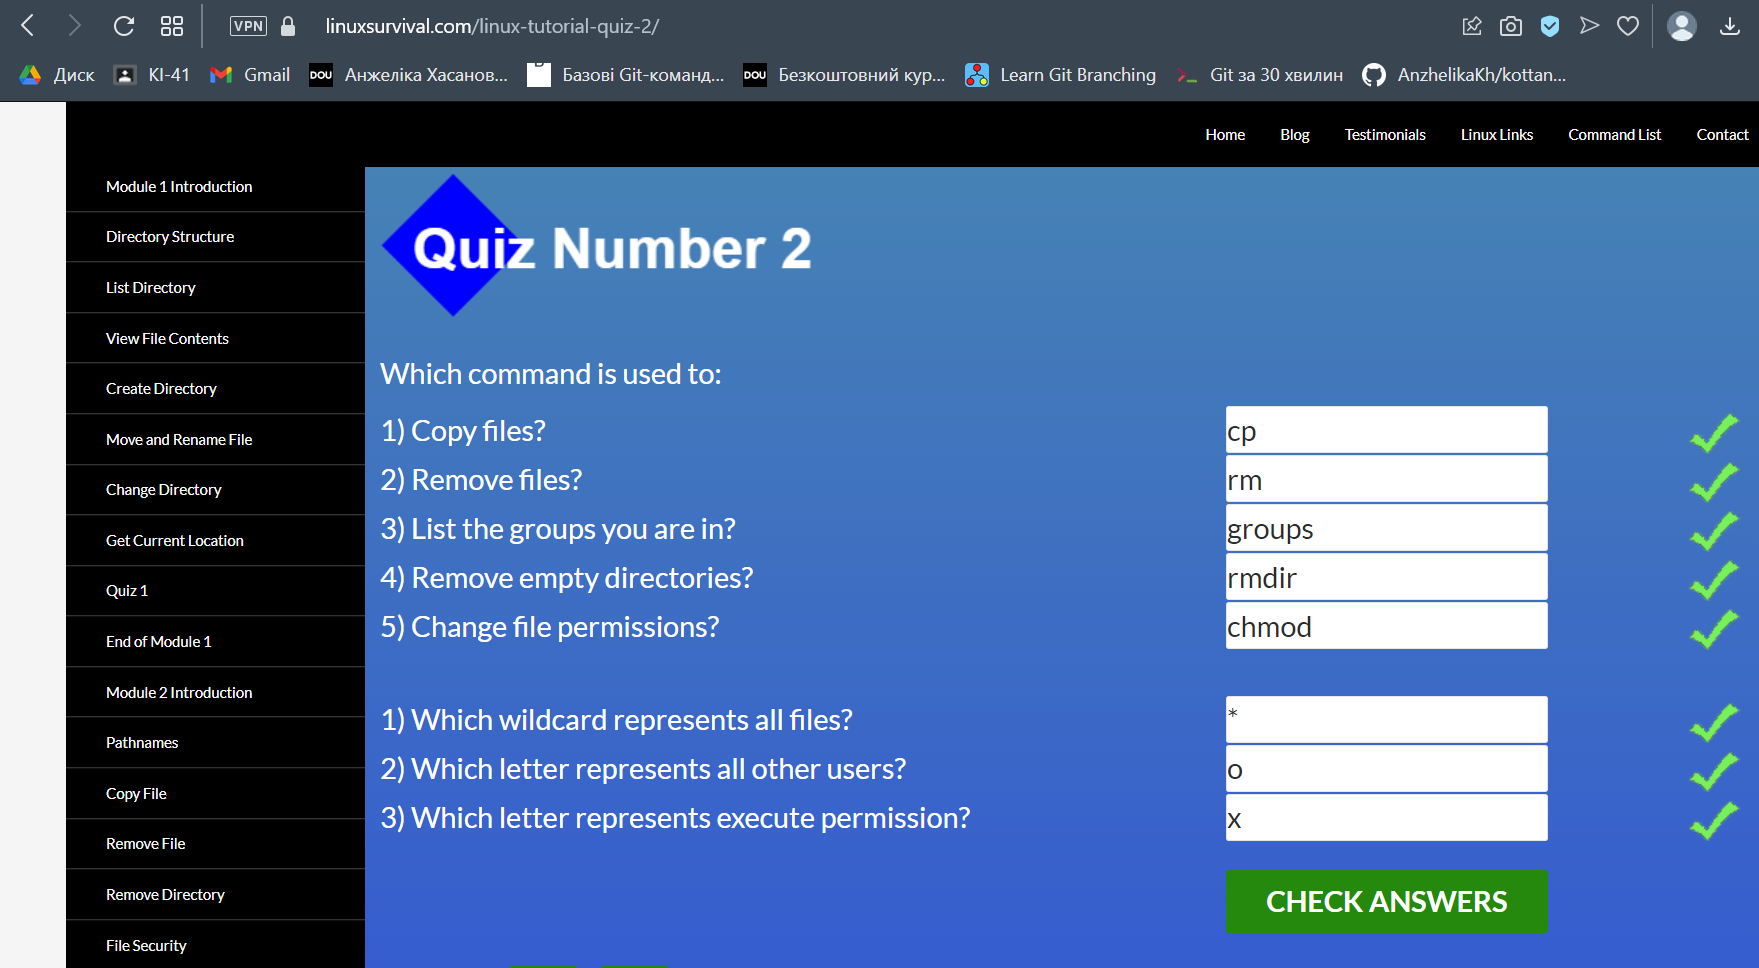 VPN linuxsurvival.com/linux-tutorial-quiz-2/
Диск KI-41 Gmail DOU Анжеліка Хасанов... Базові Git-команд... DOU Безкоштовний кур... Learn Git Branching Git за 30 хвилин AnzhelikaKh/kottan...
Home Blog Testimonials Linux Links Command List Contact
Module 1 Introduction
Directory Structure
List Directory
View File Contents
Create Directory
Move and Rename File
Change Directory
Get Current Location
Quiz 1
End of Module 1
Module 2 Introduction
Pathnames
Copy File
Remove File
Remove Directory
File Security
Quiz Number 2
Which command is used to:
1) Copy files? cp
2) Remove files? rm
3) List the groups you are in? groups
4) Remove empty directories? rmdir
5) Change file permissions? chmod
1) Which wildcard represents all files? *
2) Which letter represents all other users? o
3) Which letter represents execute permission? x
CHECK ANSWERS